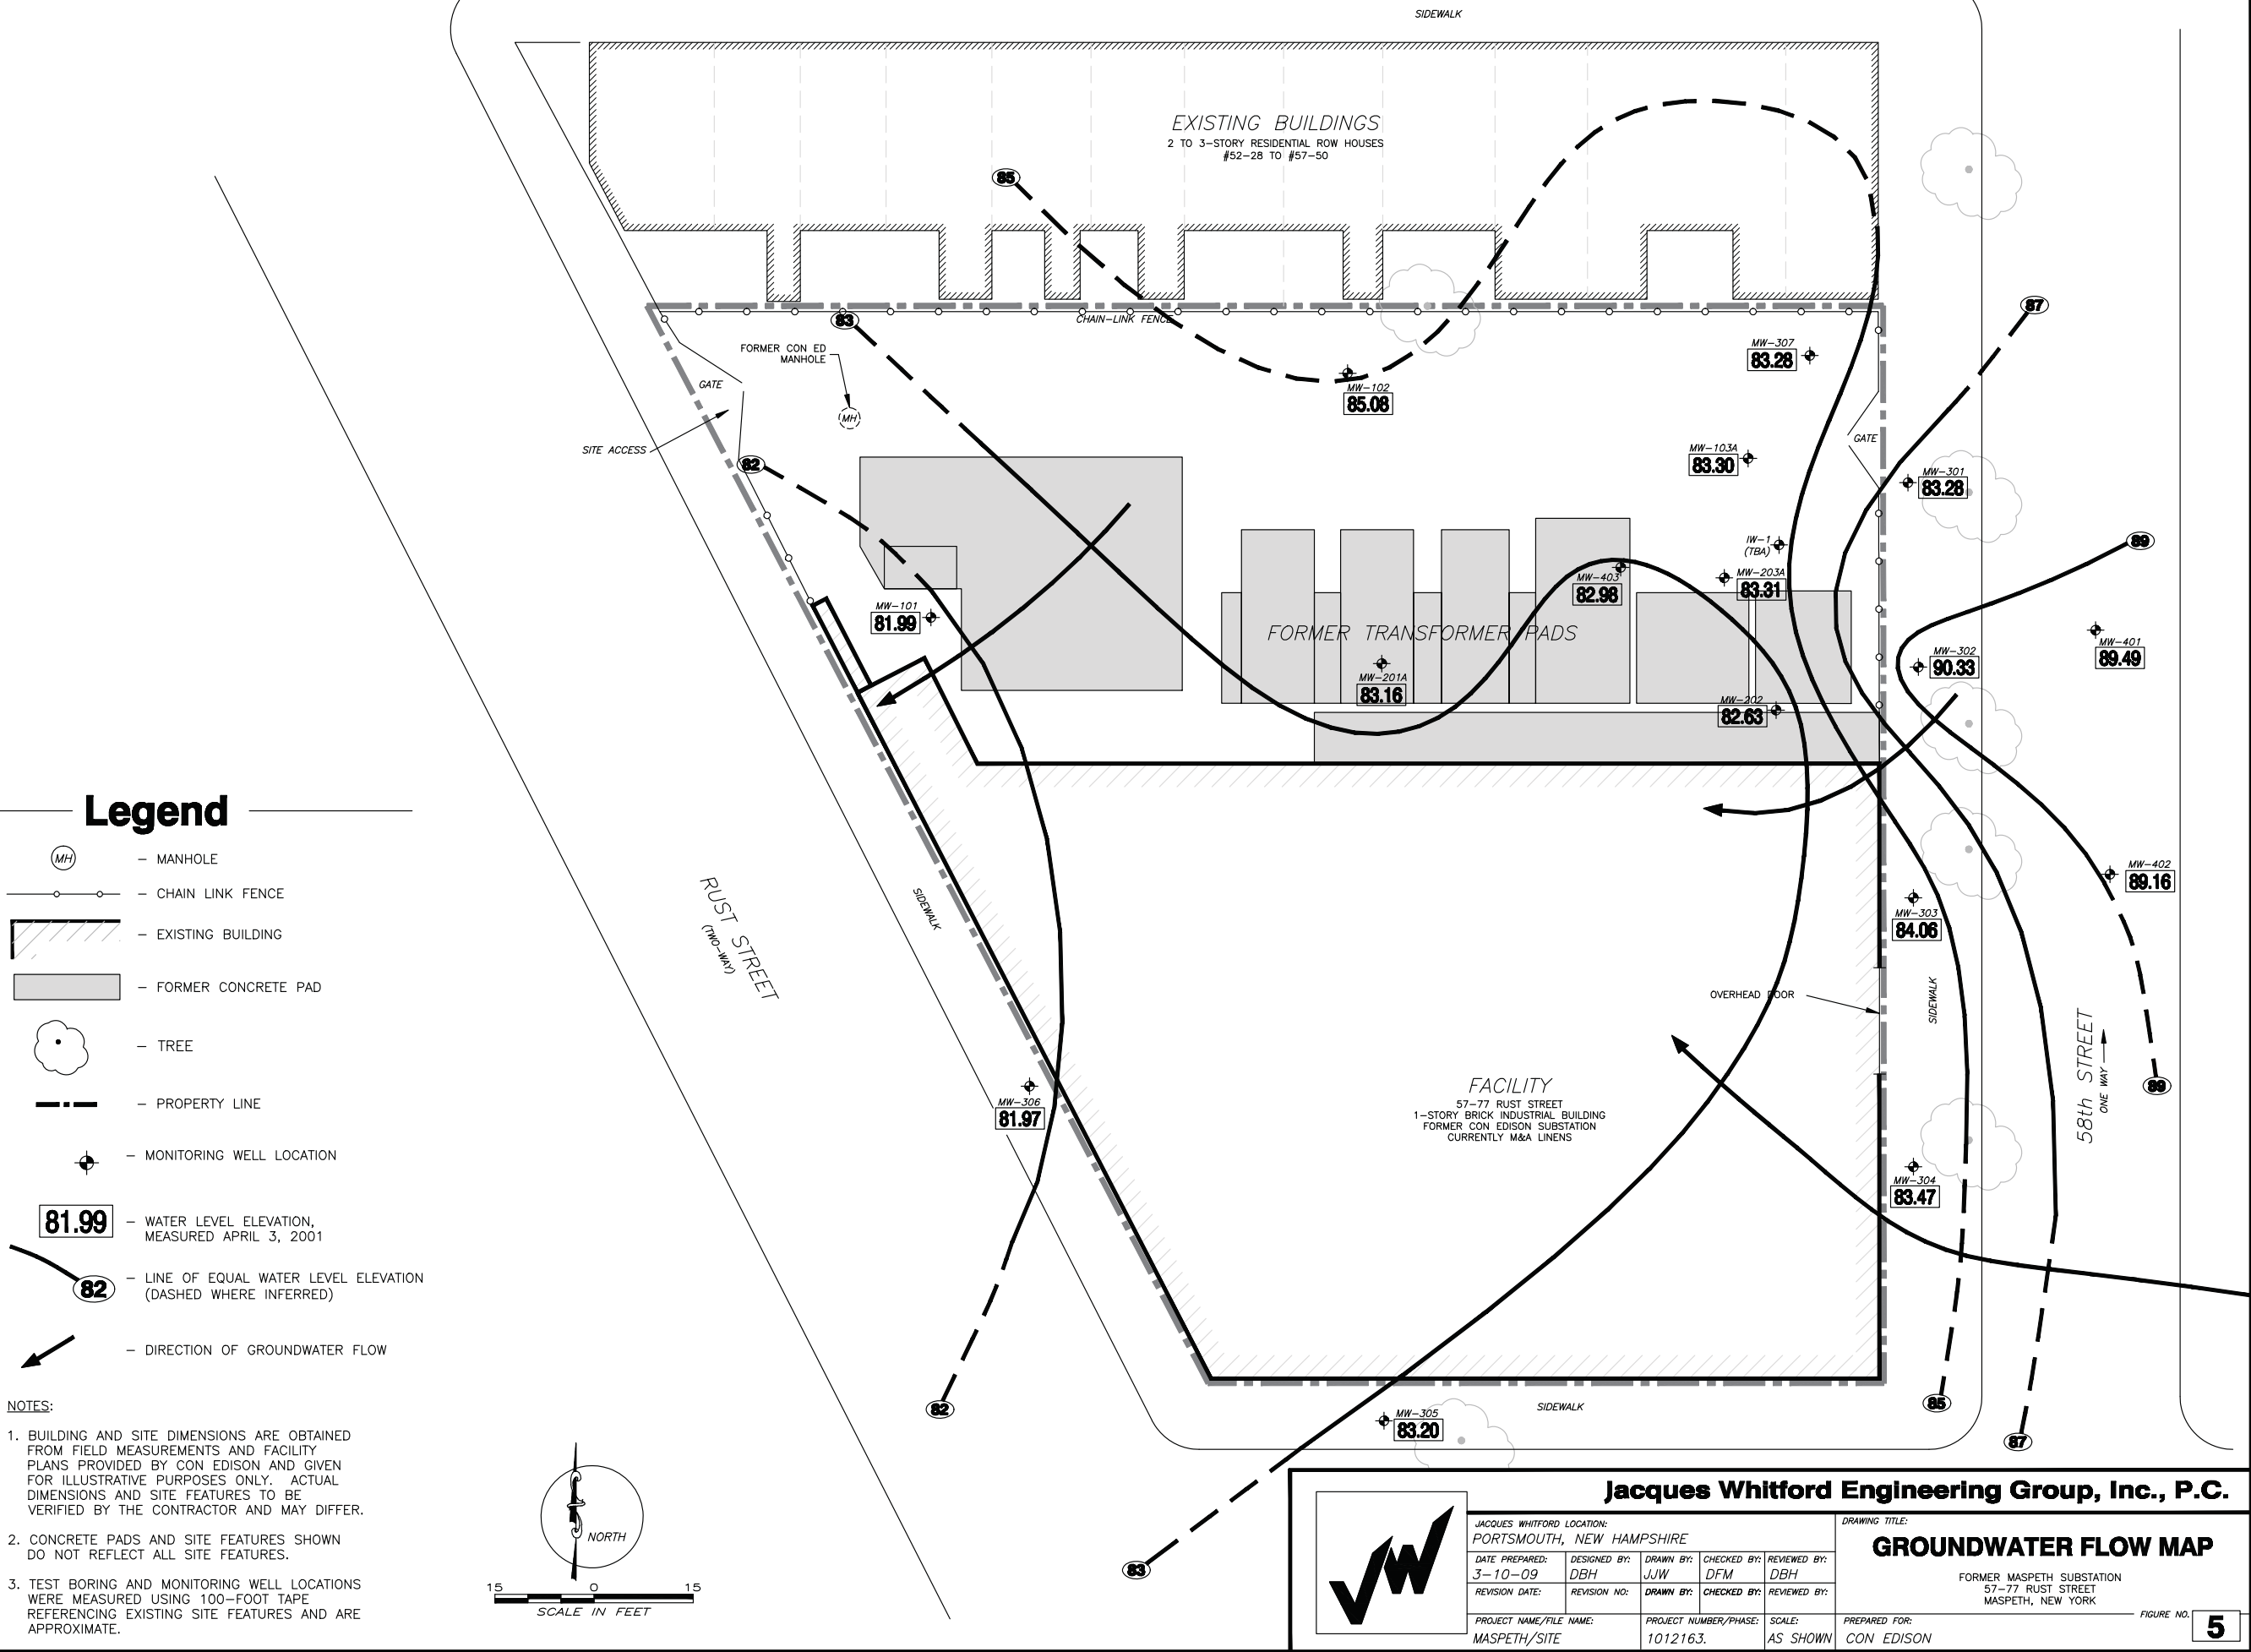 SIDEWALK
EXISTING BUILDINGS
2 TO 3-STORY RESIDENTIAL ROW HOUSES
#52-28 TO #57-50
85
87
83
CHAIN-LINK FENCE
FORMER CON ED
MANHOLE
GATE
MH
SITE ACCESS
82
MW-102
85.08
MW-307
83.28
GATE
MW-103A
83.30
MW-301
83.28
89
IW-1
(TBA)
MW-203A
83.31
MW-403
82.98
MW-101
81.99
FORMER TRANSFORMER PADS
MW-201A
83.16
MW-202
82.63
MW-302
90.33
MW-401
89.49
MW-402
89.16
MW-303
84.06
SIDEWALK
RUST STREET
(TWO-WAY)
OVERHEAD DOOR
SIDEWALK
58th STREET
ONE WAY
89
FACILITY
57-77 RUST STREET
1-STORY BRICK INDUSTRIAL BUILDING
FORMER CON EDISON SUBSTATION
CURRENTLY M&A LINENS
MW-306
81.97
MW-304
83.47
82
MW-305
83.20
SIDEWALK
85
87
83
Legend
MH - MANHOLE
- CHAIN LINK FENCE
- EXISTING BUILDING
- FORMER CONCRETE PAD
- TREE
- PROPERTY LINE
- MONITORING WELL LOCATION
81.99 - WATER LEVEL ELEVATION,
MEASURED APRIL 3, 2001
82 - LINE OF EQUAL WATER LEVEL ELEVATION
(DASHED WHERE INFERRED)
- DIRECTION OF GROUNDWATER FLOW
NOTES:
1. BUILDING AND SITE DIMENSIONS ARE OBTAINED
FROM FIELD MEASUREMENTS AND FACILITY
PLANS PROVIDED BY CON EDISON AND GIVEN
FOR ILLUSTRATIVE PURPOSES ONLY. ACTUAL
DIMENSIONS AND SITE FEATURES TO BE
VERIFIED BY THE CONTRACTOR AND MAY DIFFER.
2. CONCRETE PADS AND SITE FEATURES SHOWN
DO NOT REFLECT ALL SITE FEATURES.
3. TEST BORING AND MONITORING WELL LOCATIONS
WERE MEASURED USING 100-FOOT TAPE
REFERENCING EXISTING SITE FEATURES AND ARE
APPROXIMATE.
NORTH
15 0 15
SCALE IN FEET
Jacques Whitford Engineering Group, Inc., P.C.
JW
JACQUES WHITFORD LOCATION:
PORTSMOUTH, NEW HAMPSHIRE
DATE PREPARED: DESIGNED BY: DRAWN BY: CHECKED BY: REVIEWED BY:
3-10-09 DBH JJW DFM DBH
REVISION DATE: REVISION NO: DRAWN BY: CHECKED BY: REVIEWED BY:
PROJECT NAME/FILE NAME: PROJECT NUMBER/PHASE: SCALE:
MASPETH/SITE 1012163. AS SHOWN
DRAWING TITLE:
GROUNDWATER FLOW MAP
FORMER MASPETH SUBSTATION
57-77 RUST STREET
MASPETH, NEW YORK
PREPARED FOR:
CON EDISON
FIGURE NO. 5